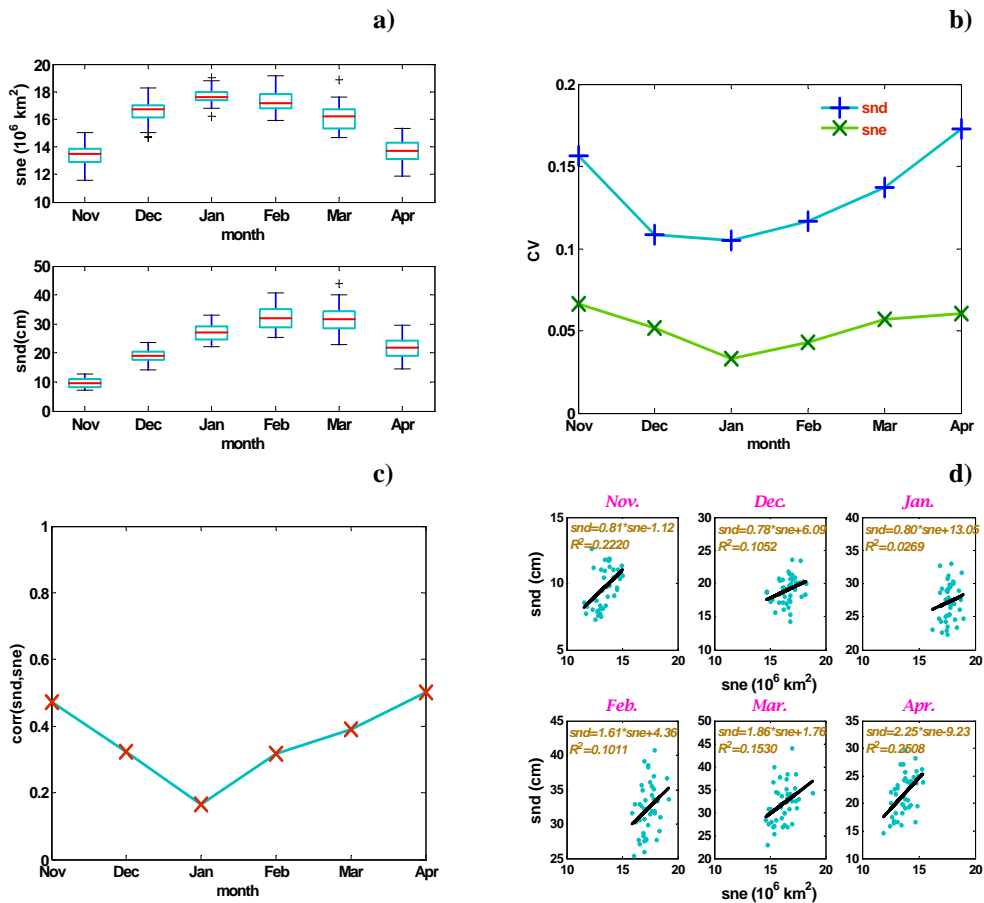 a)
20
18
16
14
12
10
sne (10^6 km^2)
Nov Dec Jan Feb Mar Apr
month
50
40
30
20
10
0
snd(cm)
Nov Dec Jan Feb Mar Apr
month
b)
0.2
0.15
0.1
0.05
0
CV
snd
sne
Nov Dec Jan Feb Mar Apr
month
c)
1
0.8
0.6
0.4
0.2
0
corr(snd,sne)
Nov Dec Jan Feb Mar Apr
month
d)
Nov.
snd=0.81*sne-1.12
R^2=0.2220
15
10
5
snd (cm)
10 15 20
Dec.
snd=0.78*sne+6.09
R^2=0.1052
30
25
20
15
10
10 15 20
sne (10^6 km^2)
Jan.
snd=0.80*sne+13.05
R^2=0.0269
40
35
30
25
20
10 15 20
Feb.
snd=1.61*sne+4.36
R^2=0.1011
45
40
35
30
25
snd (cm)
10 15 20
Mar.
snd=1.86*sne+1.76
R^2=0.1530
50
45
40
35
30
25
20
10 15 20
sne (10^6 km^2)
Apr.
snd=2.25*sne-9.23
R^2=0.2508
35
30
25
20
15
10
10 15 20